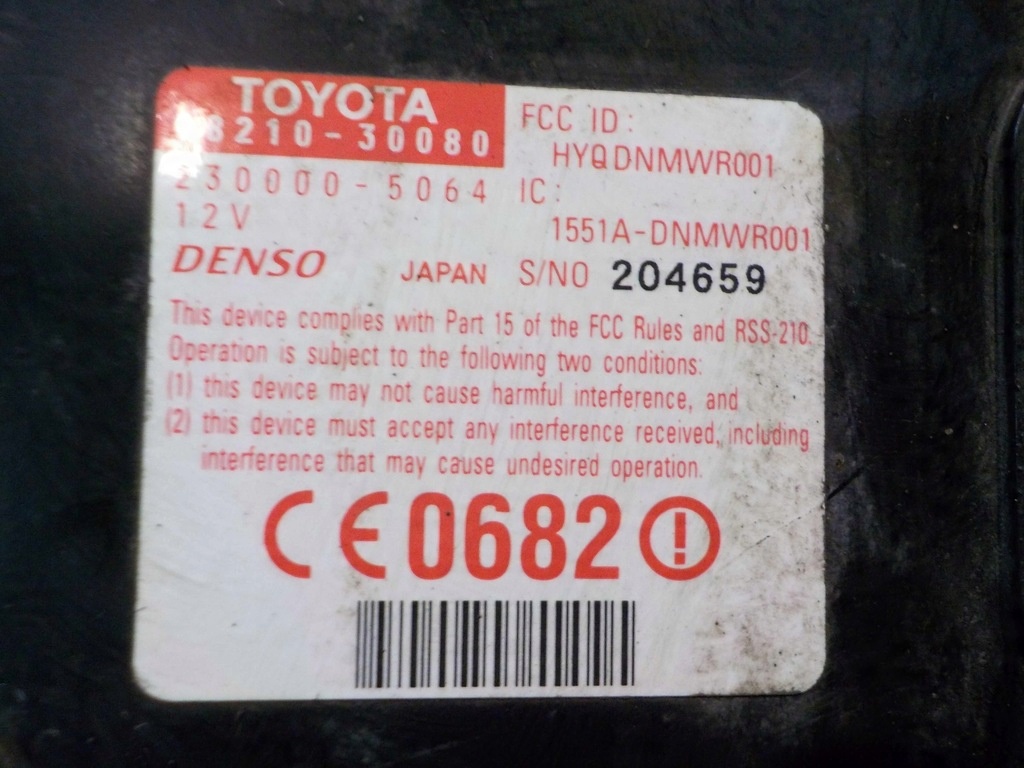 TOYOTA
8210-30080
230000-5064
12V
DENSO
JAPAN
FCC ID:
HYQDNMWR001
IC:
1551A-DNMWR001
S/NO 204659
This device complies with Part 15 of the FCC Rules and RSS-210.
Operation is subject to the following two conditions:
(1) this device may not cause harmful interference, and
(2) this device must accept any interference received, including
interference that may cause undesired operation.
CE0682